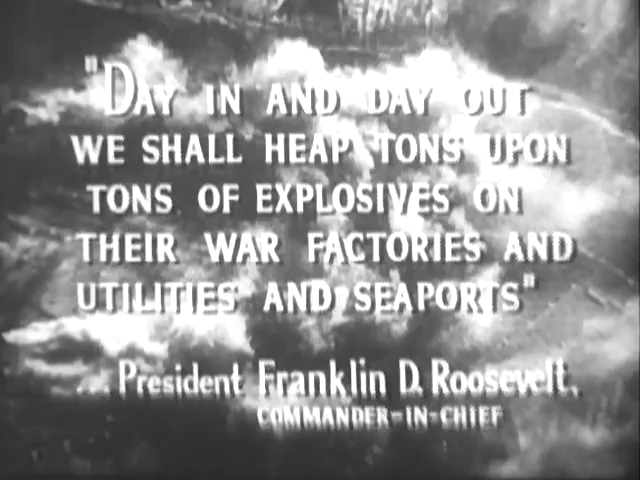 "DAY IN AND DAY OUT
WE SHALL HEAP TONS UPON
TONS OF EXPLOSIVES ON
THEIR WAR FACTORIES AND
UTILITIES AND SEAPORTS"
... President Franklin D. Roosevelt.
COMMANDER-IN-CHIEF